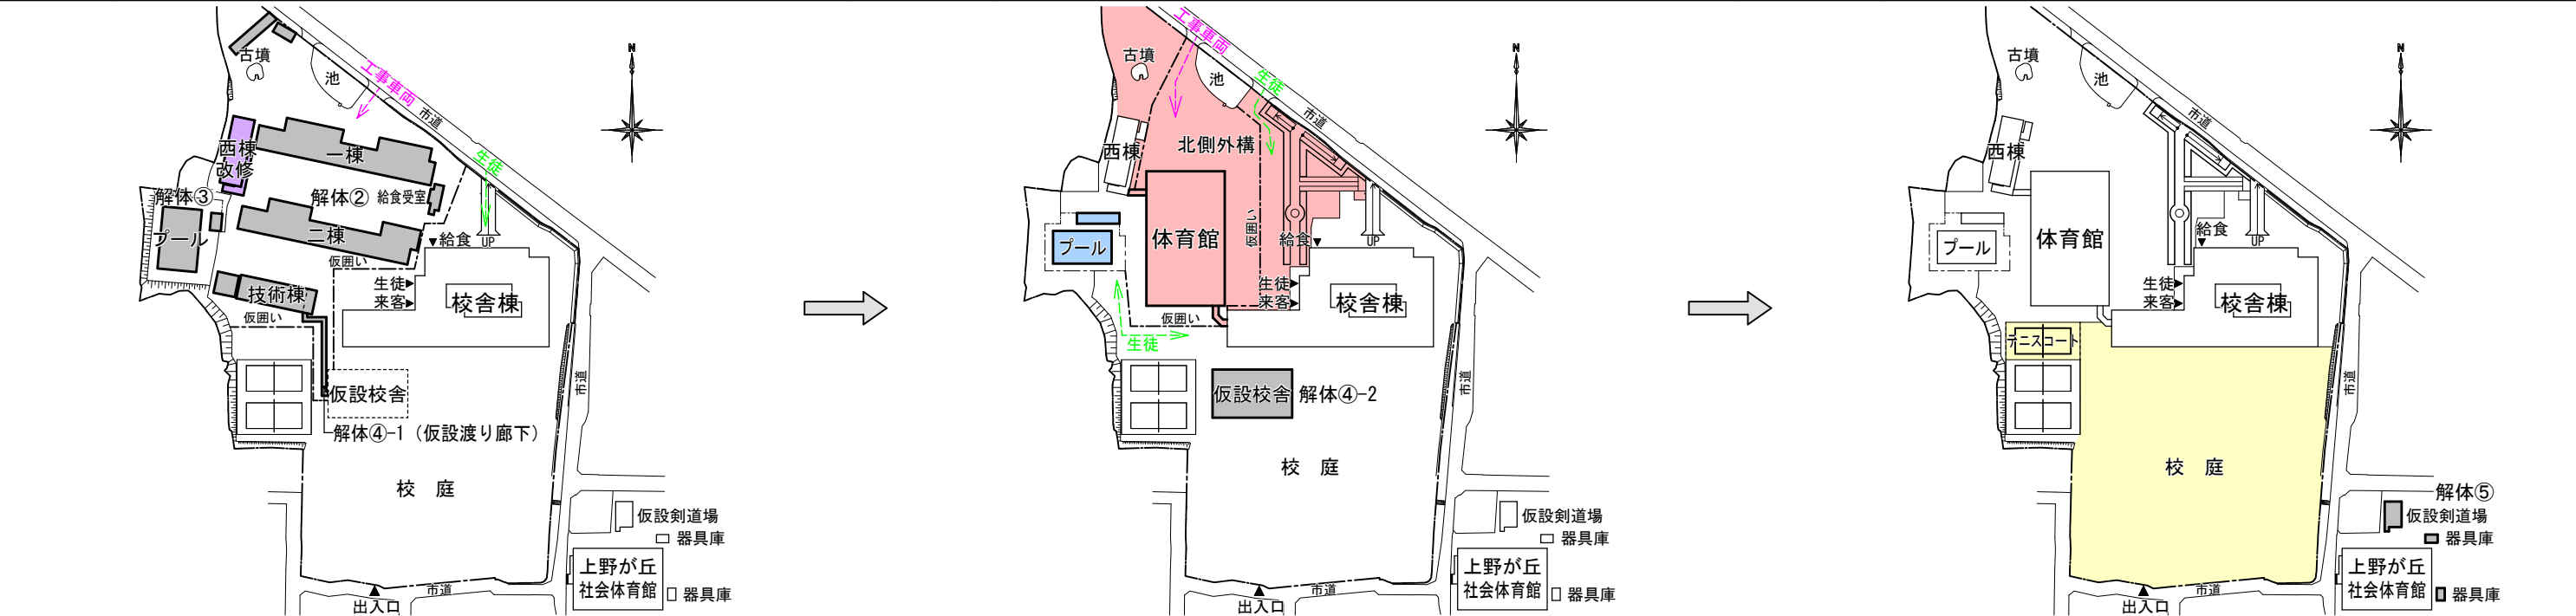 古墳
池
工事車両
市道
N
西棟
改修
一棟
生徒
解体③
解体②
給食受室
プール
二棟
給食
UP
仮囲い
生徒
来客
技術棟
校舎棟
仮囲い
仮設校舎
市道
解体④-1（仮設渡り廊下）
校　庭
仮設剣道場
器具庫
上野が丘
社会体育館
器具庫
市道
出入口
工事車両
古墳
池
生徒
市道
N
西棟
北側外構
仮囲い
プール
体育館
給食
UP
生徒
来客
校舎棟
仮囲い
生徒
仮設校舎
解体④-2
市道
校　庭
仮設剣道場
器具庫
上野が丘
社会体育館
器具庫
市道
出入口
古墳
池
市道
N
西棟
プール
体育館
給食
UP
生徒
来客
校舎棟
テニスコート
市道
校　庭
解体⑤
仮設剣道場
器具庫
上野が丘
社会体育館
器具庫
市道
出入口